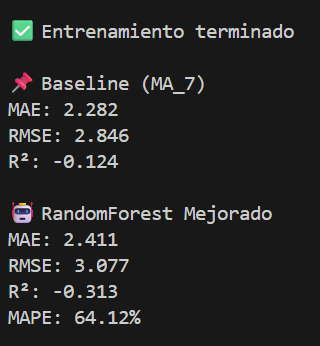 ✅ Entrenamiento terminado
📌 Baseline (MA_7)
MAE: 2.282
RMSE: 2.846
R²: -0.124
🤖 RandomForest Mejorado
MAE: 2.411
RMSE: 3.077
R²: -0.313
MAPE: 64.12%